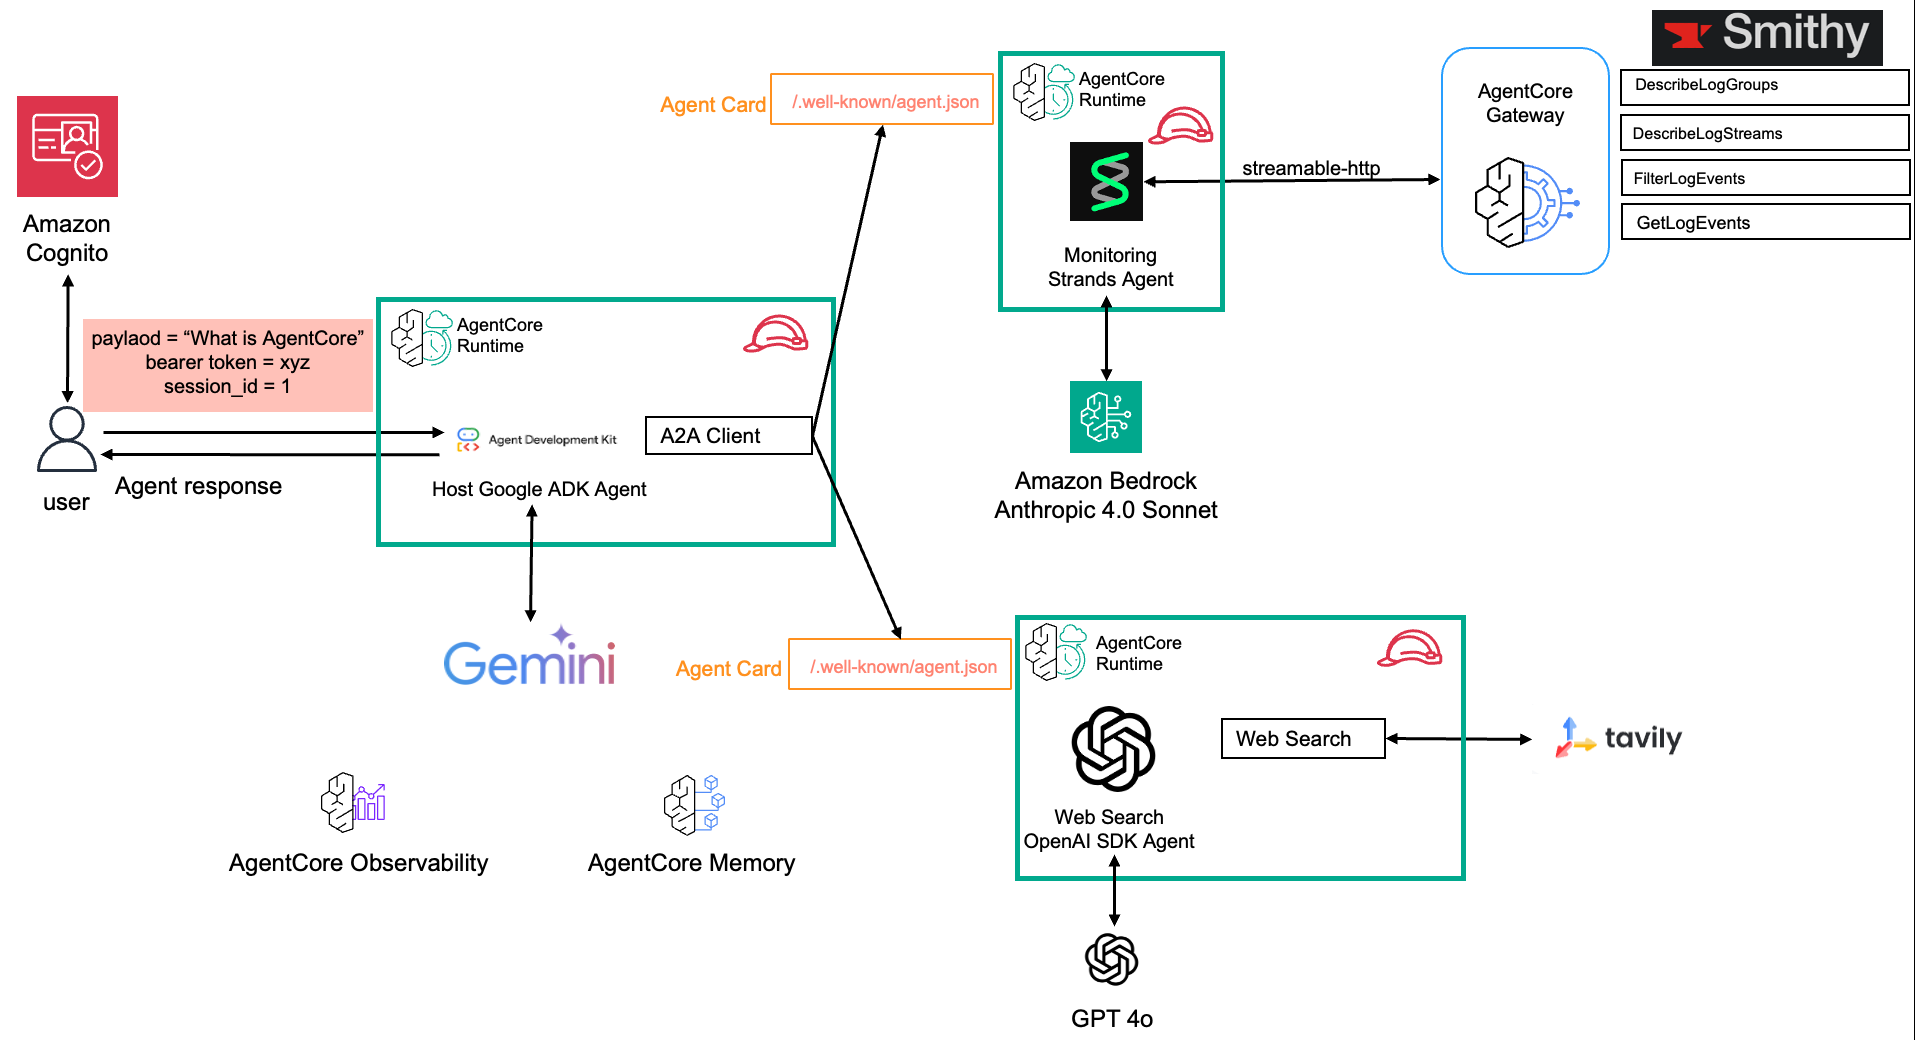 Smithy
DescribeLogGroups
DescribeLogStreams
FilterLogEvents
GetLogEvents
AgentCore
Gateway
streamable-http
AgentCore
Runtime
Monitoring
Strands Agent
Agent Card
/.well-known/agent.json
Amazon Bedrock
Anthropic 4.0 Sonnet
Amazon
Cognito
paylaod = “What is AgentCore”
bearer token = xyz
session_id = 1
user
Agent response
AgentCore
Runtime
Agent Development Kit
A2A Client
Host Google ADK Agent
Gemini
Agent Card
/.well-known/agent.json
AgentCore
Runtime
Web Search
OpenAI SDK Agent
Web Search
tavily
GPT 4o
AgentCore Observability
AgentCore Memory